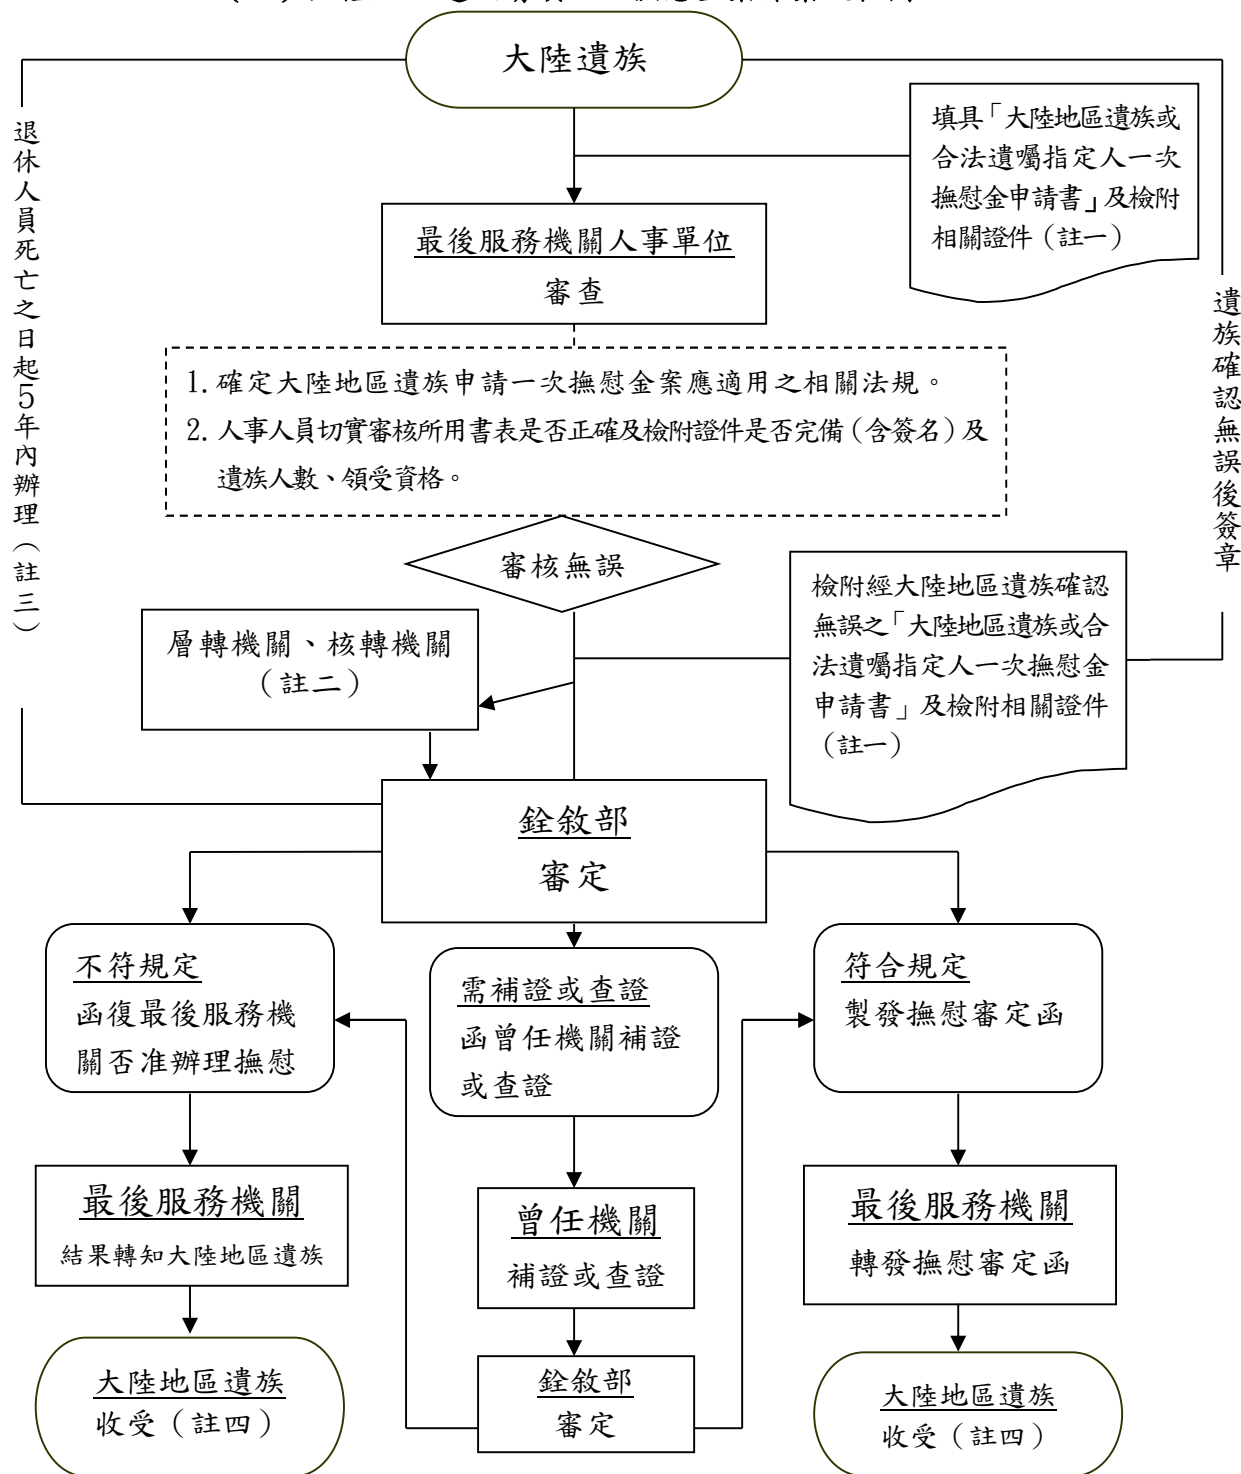 大陸遺族
退休人員死亡之日起5年內辦理（註三）
填具「大陸地區遺族或
合法遺囑指定人一次
撫慰金申請書」及檢附
相關證件（註一）
最後服務機關人事單位
審查
遺族確認無誤後簽章
1. 確定大陸地區遺族申請一次撫慰金案應適用之相關法規。
2. 人事人員切實審核所用書表是否正確及檢附證件是否完備（含簽名）及
遺族人數、領受資格。
審核無誤
檢附經大陸地區遺族確認
無誤之「大陸地區遺族或合
法遺囑指定人一次撫慰金
申請書」及檢附相關證件
（註一）
層轉機關、核轉機關
（註二）
銓敘部
審定
不符規定
函復最後服務機
關否准辦理撫慰
需補證或查證
函曾任機關補證
或查證
符合規定
製發撫慰審定函
最後服務機關
結果轉知大陸地區遺族
曾任機關
補證或查證
最後服務機關
轉發撫慰審定函
大陸地區遺族
收受（註四）
銓敘部
審定
大陸地區遺族
收受（註四）